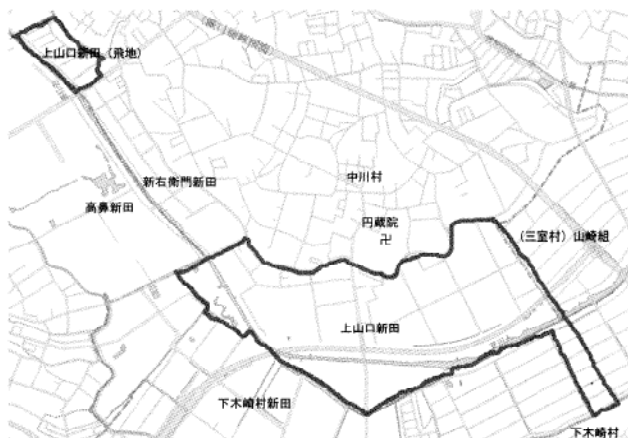 上山口新田（飛地）
新右衛門新田
中川村
高鼻新田
円蔵院
卍
（三室村）山崎組
上山口新田
下木崎村新田
下木崎村